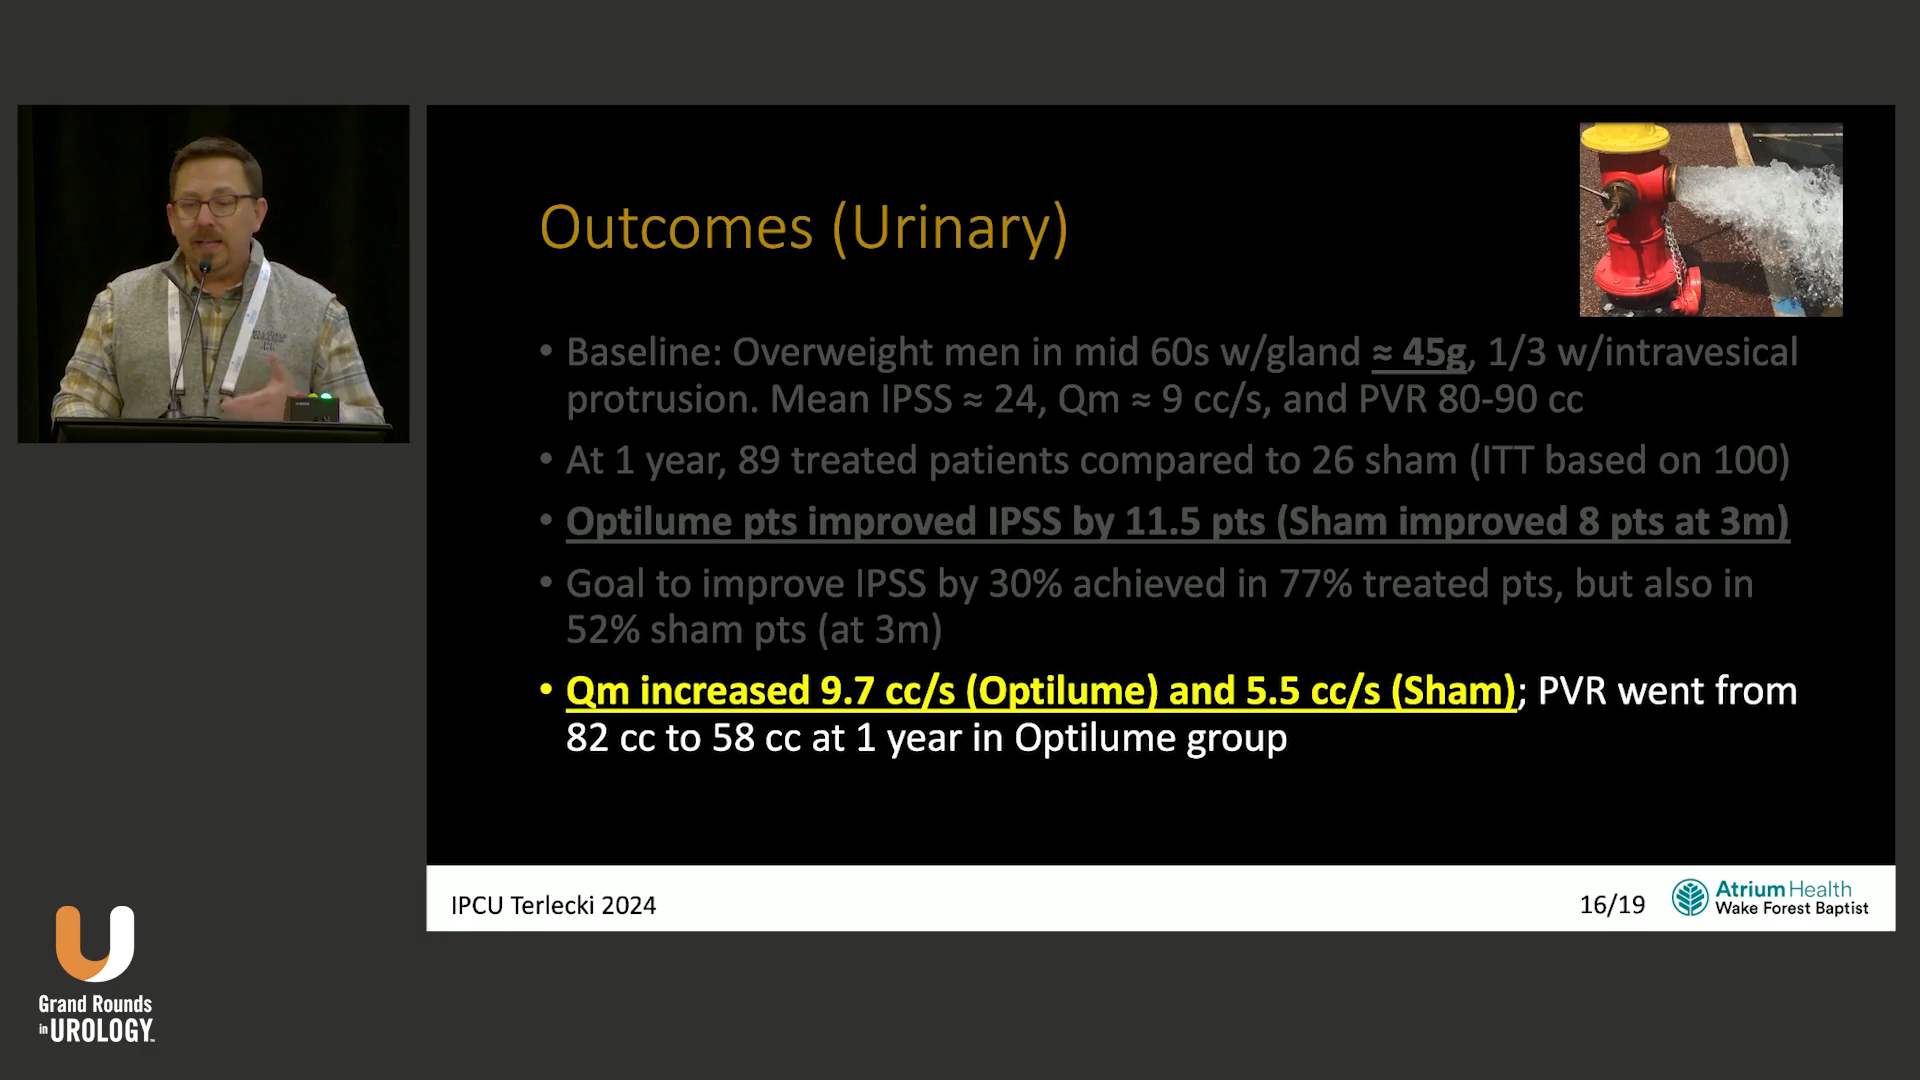 Outcomes (Urinary)
• Baseline: Overweight men in mid 60s w/gland ≈ 45g, 1/3 w/intravesical
protrusion. Mean IPSS ≈ 24, Qm ≈ 9 cc/s, and PVR 80-90 cc
• At 1 year, 89 treated patients compared to 26 sham (ITT based on 100)
• Optilume pts improved IPSS by 11.5 pts (Sham improved 8 pts at 3m)
• Goal to improve IPSS by 30% achieved in 77% treated pts, but also in
52% sham pts (at 3m)
• Qm increased 9.7 cc/s (Optilume) and 5.5 cc/s (Sham); PVR went from
82 cc to 58 cc at 1 year in Optilume group
IPCU Terlecki 2024
16/19
Atrium Health
Wake Forest Baptist
Grand Rounds
in UROLOGY™